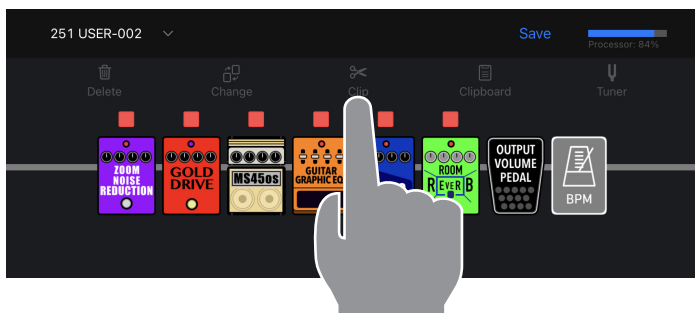 251 USER-002
Save
Processor: 84%
Delete
Change
Clip
Clipboard
Tuner
ZOOM
NOISE
REDUCTION
GOLD
DRIVE
MS45os
GUITAR
GRAPHIC EQ
ROOM
R EVER B
OUTPUT
VOLUME
PEDAL
BPM